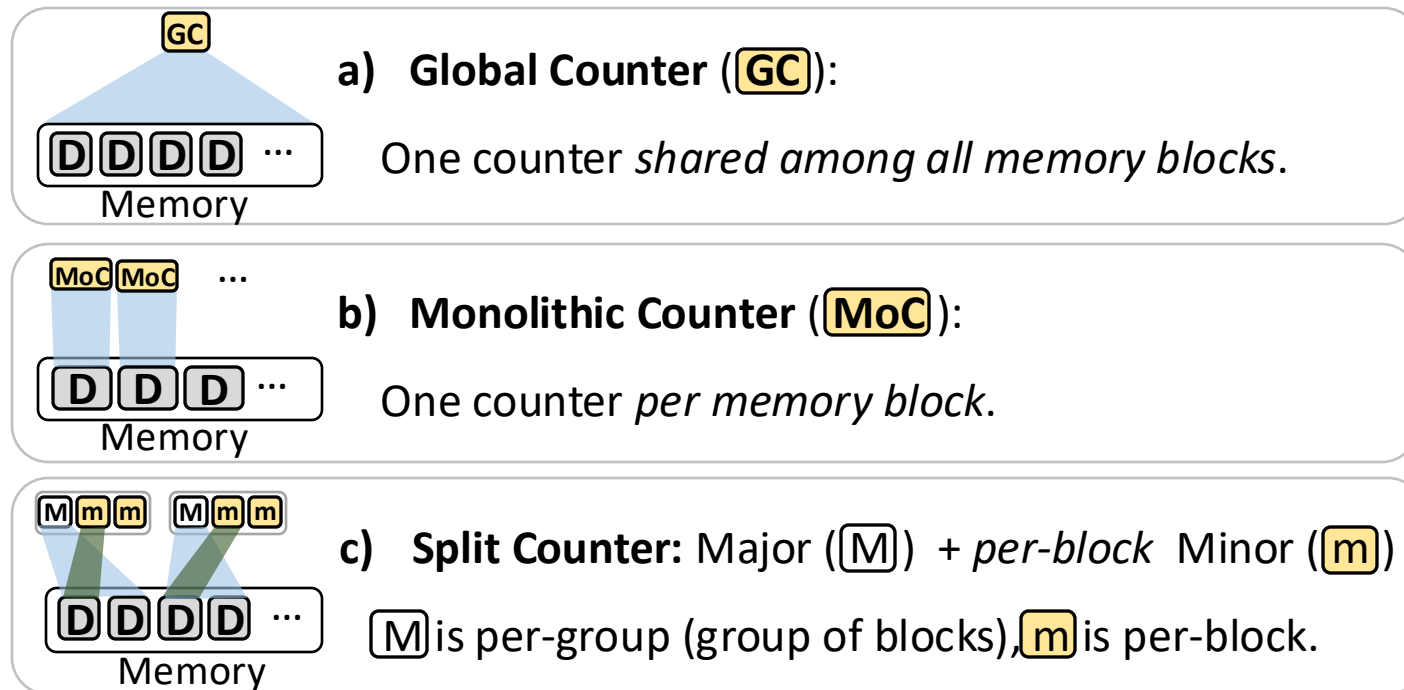 GC
D D D D ...
Memory
a) Global Counter (GC):
One counter shared among all memory blocks.
MoC MoC ...
D D D ...
Memory
b) Monolithic Counter (MoC):
One counter per memory block.
M m m M m m
D D D D ...
Memory
c) Split Counter: Major (M) + per-block Minor (m)
M is per-group (group of blocks), m is per-block.